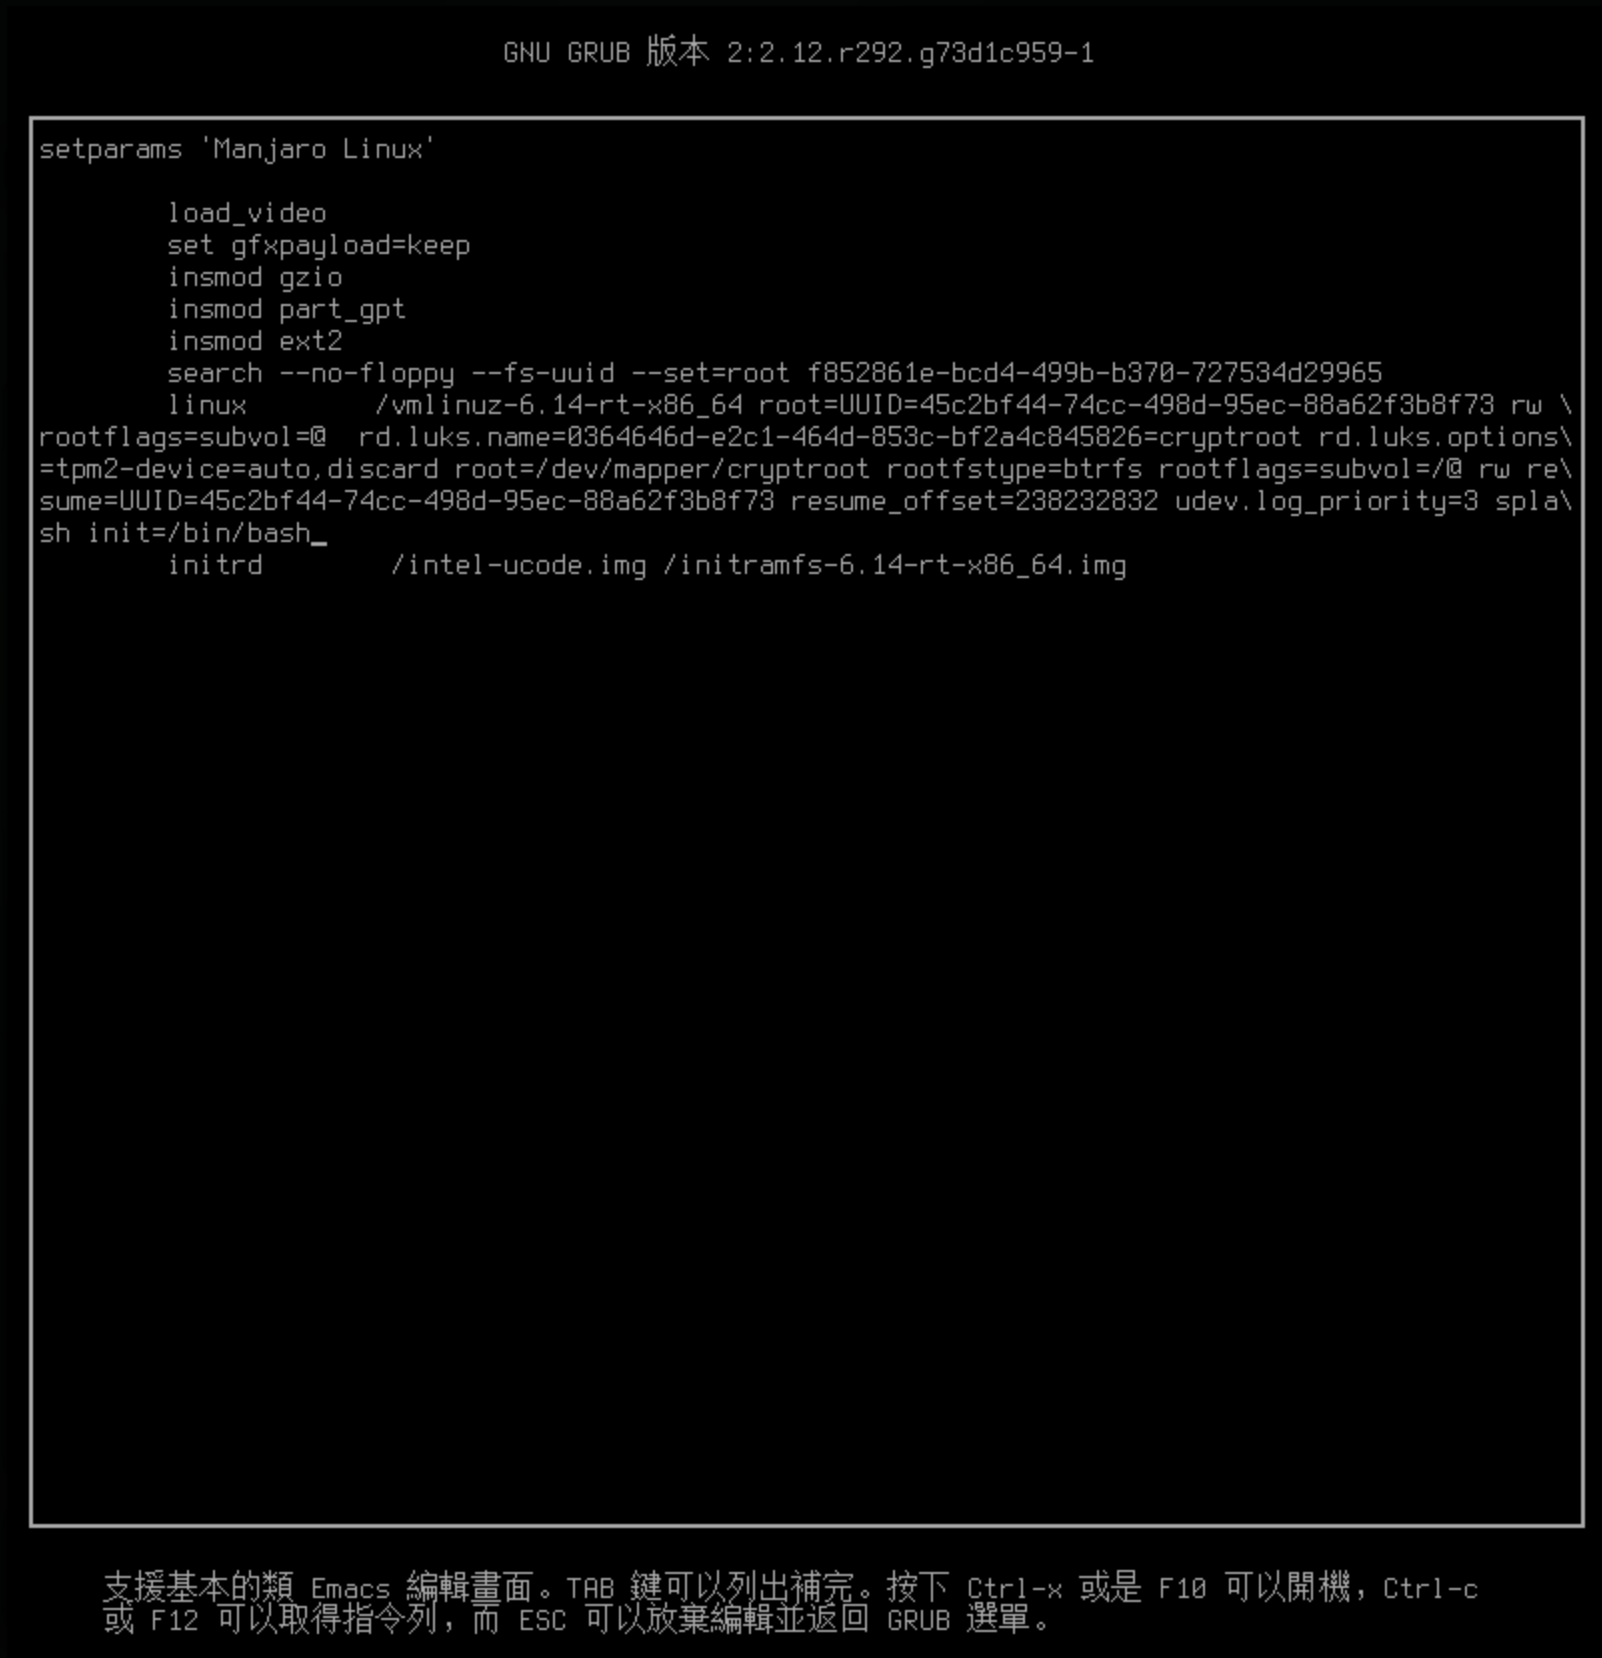 GNU GRUB 版本 2:2.12.r292.g73d1c959-1
setparams 'Manjaro Linux'
load_video
set gfxpayload=keep
insmod gzio
insmod part_gpt
insmod ext2
search --no-floppy --fs-uuid --set=root f852861e-bcd4-499b-b370-727534d29965
linux /vmlinuz-6.14-rt-x86_64 root=UUID=45c2bf44-74cc-498d-95ec-88a62f3b8f73 rw \
rootflags=subvol=@  rd.luks.name=0364646d-e2c1-464d-853c-bf2a4c845826=cryptroot rd.luks.options\
=tpm2-device=auto,discard root=/dev/mapper/cryptroot rootfstype=btrfs rootflags=subvol=/@ rw re\
sume=UUID=45c2bf44-74cc-498d-95ec-88a62f3b8f73 resume_offset=238232832 udev.log_priority=3 spla\
sh init=/bin/bash_
initrd /intel-ucode.img /initramfs-6.14-rt-x86_64.img
支援基本的類 Emacs 編輯畫面。TAB 鍵可以列出補完。按下 Ctrl-x 或是 F10 可以開機，Ctrl-c
或 F12 可以取得指令列，而 ESC 可以放棄編輯並返回 GRUB 選單。